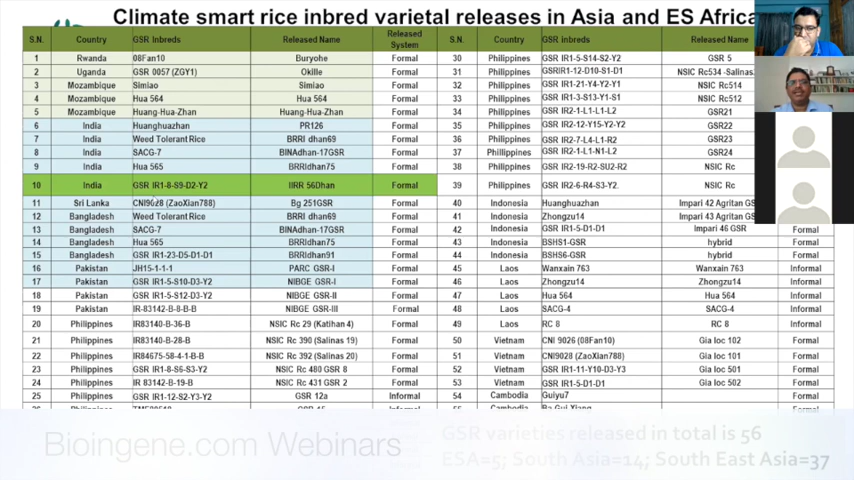 Climate smart rice inbred varietal releases in Asia and ES Africa
S.N. Country GSR Inbreds Released Name Released System S.N. Country GSR inbreds Released Name
1 Rwanda 08Fan10 Buryohe Formal 30 Philippines GSR IR1-5-S14-S2-Y2 GSR 5
2 Uganda GSR 0057 (ZGY1) Okille Formal 31 Philippines GSRIR1-12-D10-S1-D1 NSIC Rc534 -Salinas
3 Mozambique Simiao Simiao Formal 32 Philippines GSR IR1-21-Y4-Y2-Y1 NSIC Rc514
4 Mozambique Hua 564 Hua 564 Formal 33 Philippines GSR IR1-3-S13-Y1-S1 NSIC Rc512
5 Mozambique Huang-Hua-Zhan Huang-Hua-Zhan Formal 34 Philippines GSR IR2-1-L1-L1-L2 GSR21
6 India Huanghuazhan PR126 Formal 35 Philippines GSR IR2-12-Y15-Y2-Y2 GSR22
7 India Weed Tolerant Rice BRRI dhan69 Formal 36 Philippines GSR IR2-7-L4-L1-R2 GSR23
8 India SACG-7 BINAdhan-17GSR Formal 37 Philippines GSR IR2-1-L1-N1-L2 GSR24
9 India Hua 565 BRRIdhan75 Formal 38 Philippines GSR IR2-19-R2-SU2-R2 NSIC Rc
10 India GSR IR1-8-S9-D2-Y2 IIRR 56Dhan Formal 39 Philippines GSR IR2-6-R4-S3-Y2. NSIC Rc
11 Sri Lanka (ZaoXian788) Bg 251GSR Formal 40 Indonesia Huanghuazhan Impari 42 Agritan GS
12 Bangladesh Weed Tolerant Rice BRRI dhan69 Formal 41 Indonesia Zhongzu14 Impari 43 Agritan GS
13 Bangladesh SACG-7 BINAdhan-17GSR Formal 42 Indonesia GSR IR1-5-D1-D1 Impari 46 GSR Formal
14 Bangladesh Hua 565 BRRIdhan75 Formal 43 Indonesia BSHS1-GSR hybrid Formal
15 Bangladesh GSR IR1-23-D5-D1-D1 BRRIdhan91 Formal 44 Indonesia BSHS6-GSR hybrid Formal
16 Pakistan JH15-1-1-1 PARC GSR-I Formal 45 Laos Wanxain 763 Wanxain 763 Informal
17 Pakistan GSR IR1-5-S10-D3-Y2 NIBGE GSR-I Formal 46 Laos Zhongzu14 Zhongzu14 Informal
18 Pakistan GSR IR1-5-S12-D3-Y2 NIBGE GSR-II Formal 47 Laos Hua 564 Hua 564 Formal
19 Pakistan IR-83142-B-8-B-B NIBGE GSR-III Formal 48 Laos SACG-4 SACG-4 Informal
20 Philippines IR83140-B-36-B NSIC Rc 29 (Katihan 4) Formal 49 Laos RC 8 RC 8 Informal
21 Philippines IR83140-B-28-B NSIC Rc 390 (Salinas 19) Formal 50 Vietnam CNI 9026 (08Fan10) Gia loc 102 Formal
22 Philippines IR84675-58-4-1-B-B NSIC Rc 392 (Salinas 20) Formal 51 Vietnam CNI9028 (ZaoXian788) Gia loc 101 Formal
23 Philippines GSR IR1-8-S6-S3-Y2 NSIC Rc 480 GSR 8 Formal 52 Vietnam GSR IR1-11-Y10-D3-Y3 Gia loc 501 Formal
24 Philippines IR 83142-B-19-B NSIC Rc 431 GSR 2 Formal 53 Vietnam GSR IR1-5-D1-D1 Gia loc 502 Formal
25 Philippines GSR IR1-12-S2-Y3-Y2 GSR 12a Informal 54 Cambodia Guiyu7 Formal
Bioingene.com Webinars
GSR varieties released in total is 56
ESA=5; South Asia=14; South East Asia=37